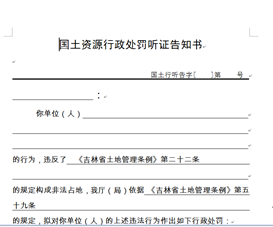 国土资源行政处罚听证告知书
国土行听告字[ ]第 号
：
你单位（人）
的行为，违反了 《吉林省土地管理条例》第二十二条
的规定构成非法占地，我厅（局）依据 《吉林省土地管理条例》第五
十九条
的规定，拟对你单位（人）的上述违法行为作出如下行政处罚：